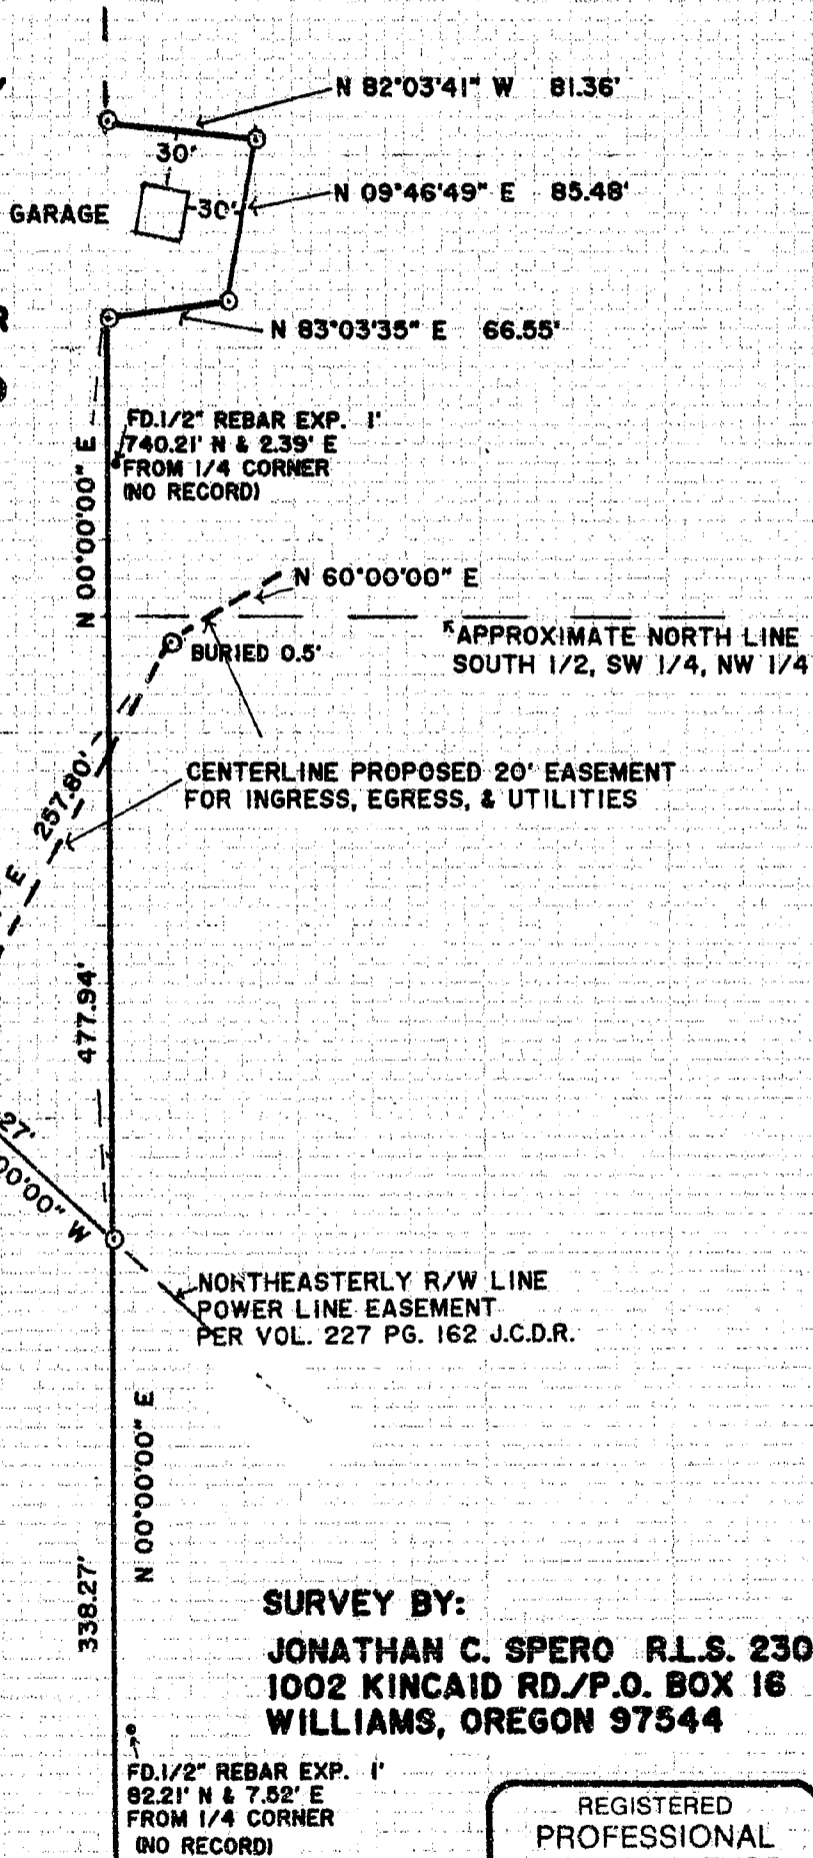 N 82°03'41" W 81.36'
30'
GARAGE
30'
N 09°46'49" E 85.48'
N 83°03'35" E 66.55'
FD.1/2" REBAR EXP. 1'
740.21' N & 2.39' E
FROM 1/4 CORNER
(NO RECORD)
N 00°00'00" E
N 60°00'00" E
BURIED 0.5'
APPROXIMATE NORTH LINE
SOUTH 1/2, SW 1/4, NW 1/4
257.80'
E
CENTERLINE PROPOSED 20' EASEMENT
FOR INGRESS, EGRESS, & UTILITIES
477.94'
27'
00'00" W
NORTHEASTERLY R/W LINE
POWER LINE EASEMENT
PER VOL. 227 PG. 162 J.C.D.R.
N 00°00'00" E
338.27'
SURVEY BY:
JONATHAN C. SPERO R.L.S. 230
1002 KINCAID RD./P.O. BOX 16
WILLIAMS, OREGON 97544
FD.1/2" REBAR EXP. 1'
82.21' N & 7.52' E
FROM 1/4 CORNER
(NO RECORD)
REGISTERED
PROFESSIONAL